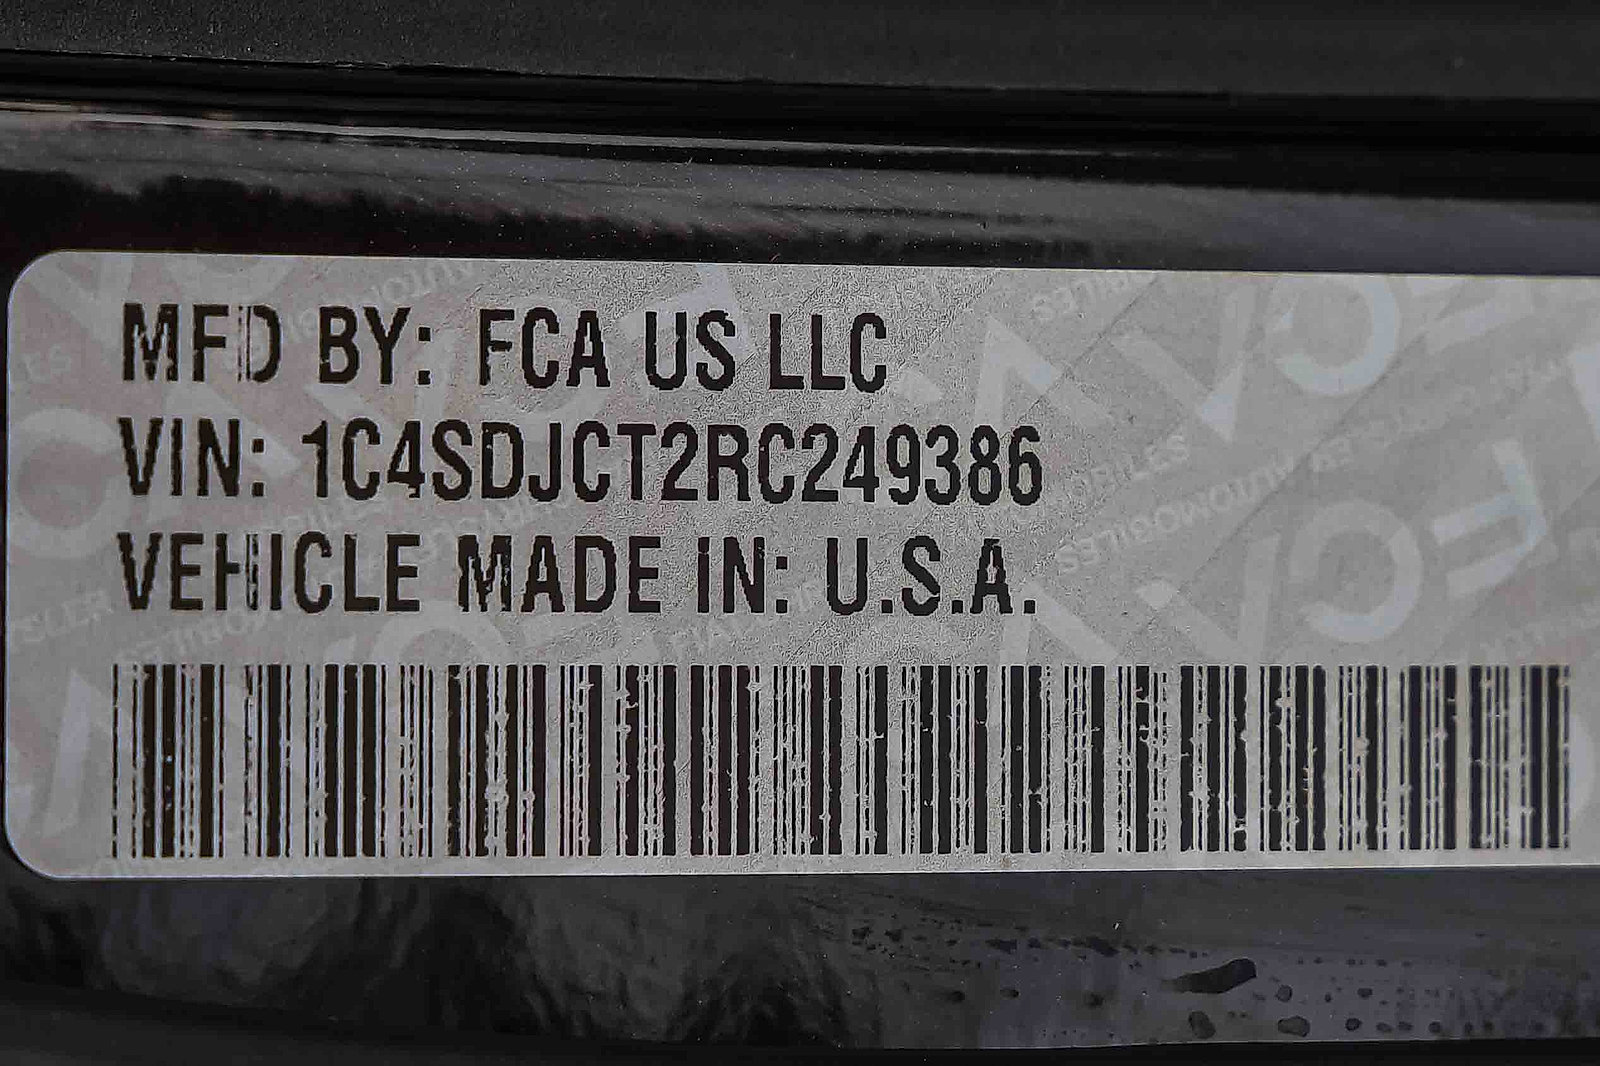 MFD BY: FCA US LLC
VIN: 1C4SDJCT2RC249386
VEHICLE MADE IN: U.S.A.